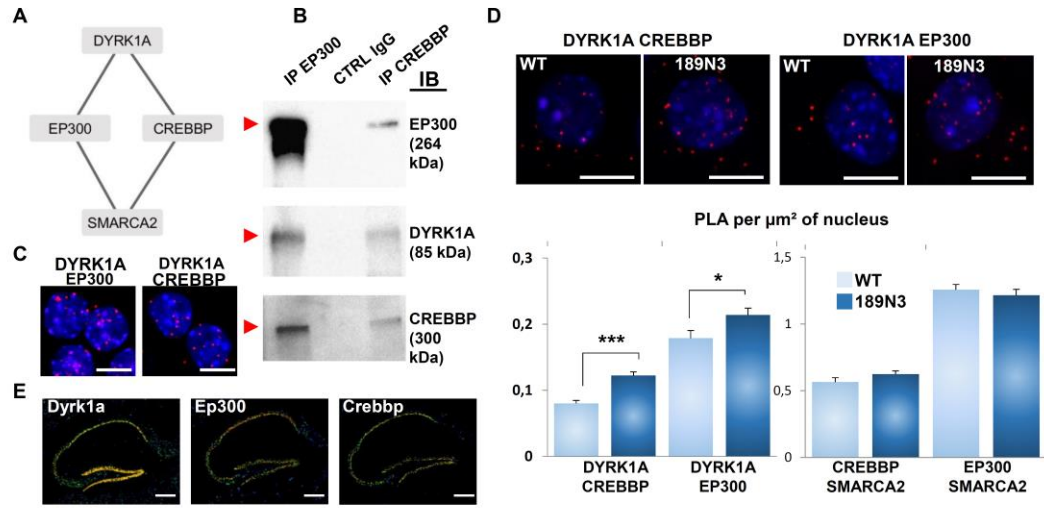 A
DYRK1A
EP300
CREBBP
SMARCA2
B
IP EP300
CTRL IgG
IP CREBBP
IB
EP300
(264
kDa)
DYRK1A
(85 kDa)
CREBBP
(300
kDa)
C
DYRK1A
EP300
DYRK1A
CREBBP
D
DYRK1A CREBBP
DYRK1A EP300
WT
189N3
WT
189N3
PLA per µm² of nucleus
0,3
0,2
0,1
0
***
*
DYRK1A
CREBBP
DYRK1A
EP300
1,5
1
0,5
0
WT
189N3
CREBBP
SMARCA2
EP300
SMARCA2
E
Dyrk1a
Ep300
Crebbp